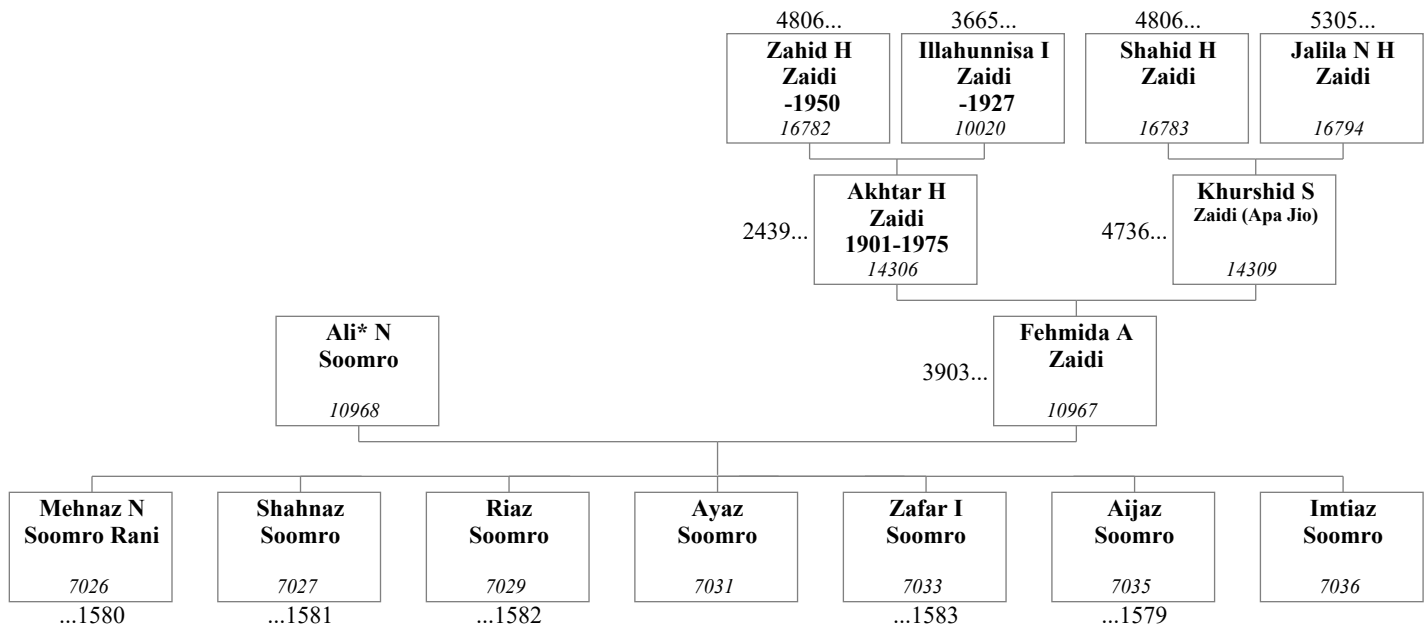 4806...
3665...
4806...
5305...
Zahid H
Zaidi
-1950
16782
Illahunnisa I
Zaidi
-1927
10020
Shahid H
Zaidi
16783
Jalila N H
Zaidi
16794
2439...
Akhtar H
Zaidi
1901-1975
14306
4736...
Khurshid S
Zaidi (Apa Jio)
14309
Ali* N
Soomro
10968
3903...
Fehmida A
Zaidi
10967
Mehnaz N
Soomro Rani
7026
...1580
Shahnaz
Soomro
7027
...1581
Riaz
Soomro
7029
...1582
Ayaz
Soomro
7031
Zafar I
Soomro
7033
...1583
Aijaz
Soomro
7035
...1579
Imtiaz
Soomro
7036